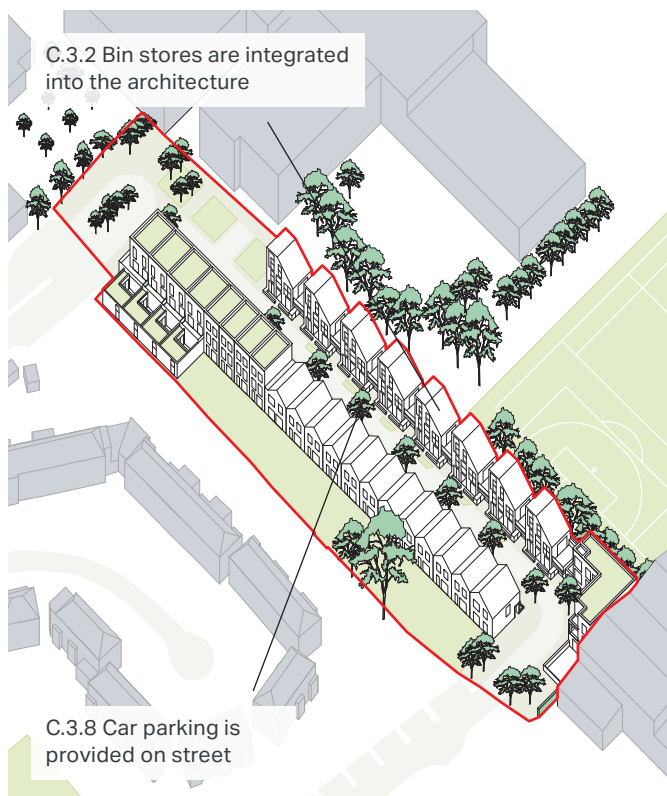 C.3.2 Bin stores are integrated
into the architecture
C.3.8 Car parking is
provided on street